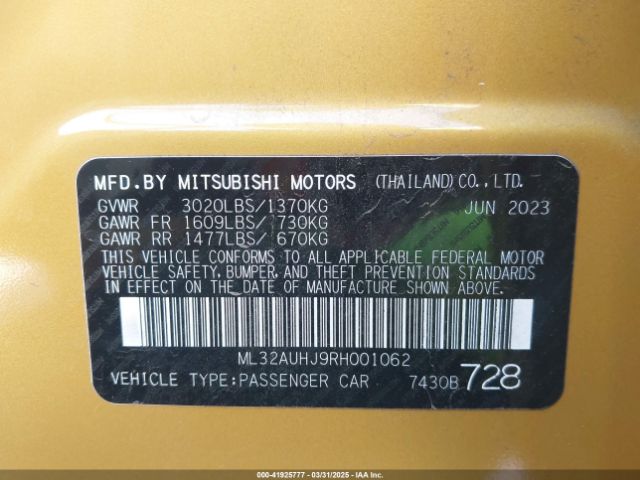 MFD.BY MITSUBISHI MOTORS (THAILAND)CO.,LTD.
GVWR 3020LBS/1370KG JUN 2023
GAWR FR 1609LBS/ 730KG
GAWR RR 1477LBS/ 670KG
THIS VEHICLE CONFORMS TO ALL APPLICABLE FEDERAL MOTOR
VEHICLE SAFETY, BUMPER, AND THEFT PREVENTION STANDARDS
IN EFFECT ON THE DATE OF MANUFACTURE SHOWN ABOVE.
ML32AUHJ9RH001062
VEHICLE TYPE:PASSENGER CAR 7430B 728
000-41925777 - 03/31/2025 - IAAI.COM